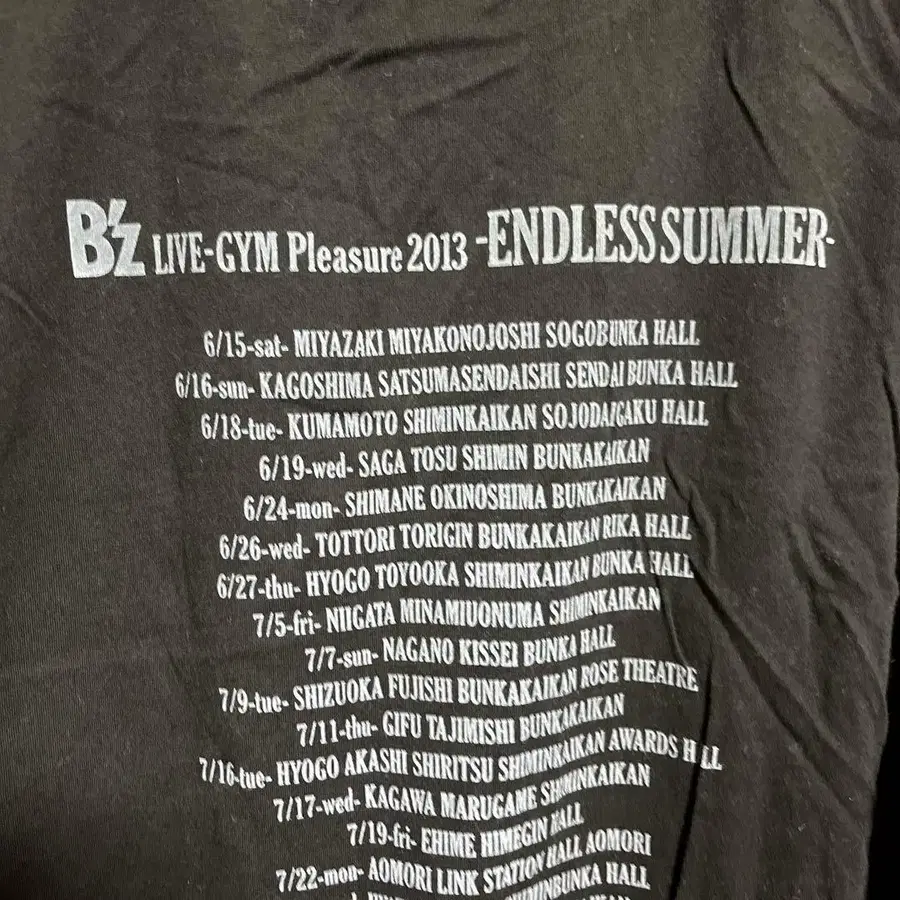 B'z LIVE-GYM Pleasure 2013 -ENDLESS SUMMER-
6/15-sat- MIYAZAKI MIYAKONOJOSHI SOGOBUNKA HALL
6/16-sun- KAGOSHIMA SATSUMASENDAISHI SENDAI BUNKA HALL
6/18-tue- KUMAMOTO SHIMINKAIKAN SOJODAIGAKU HALL
6/19-wed- SAGA TOSU SHIMIN BUNKAKAIKAN
6/24-mon- SHIMANE OKINOSHIMA BUNKAKAIKAN
6/26-wed- TOTTORI TORIGIN BUNKAKAIKAN RIKA HALL
6/27-thu- HYOGO TOYOOKA SHIMINKAIKAN BUNKA HALL
7/5-fri- NIIGATA MINAMIUONUMA SHIMINKAIKAN
7/7-sun- NAGANO KISSEI BUNKA HALL
7/9-tue- SHIZUOKA FUJISHI BUNKAKAIKAN ROSE THEATRE
7/11-thu- GIFU TAJIMISHI BUNKAKAIKAN
7/16-tue- HYOGO AKASHI SHIRITSU SHIMINKAIKAN AWARDS HALL
7/17-wed- KAGAWA MARUGAME SHIMINKAIKAN
7/19-fri- EHIME HIMEGIN HALL
7/22-mon- AOMORI LINK STATION HALL AOMORI
BUNKA HALL